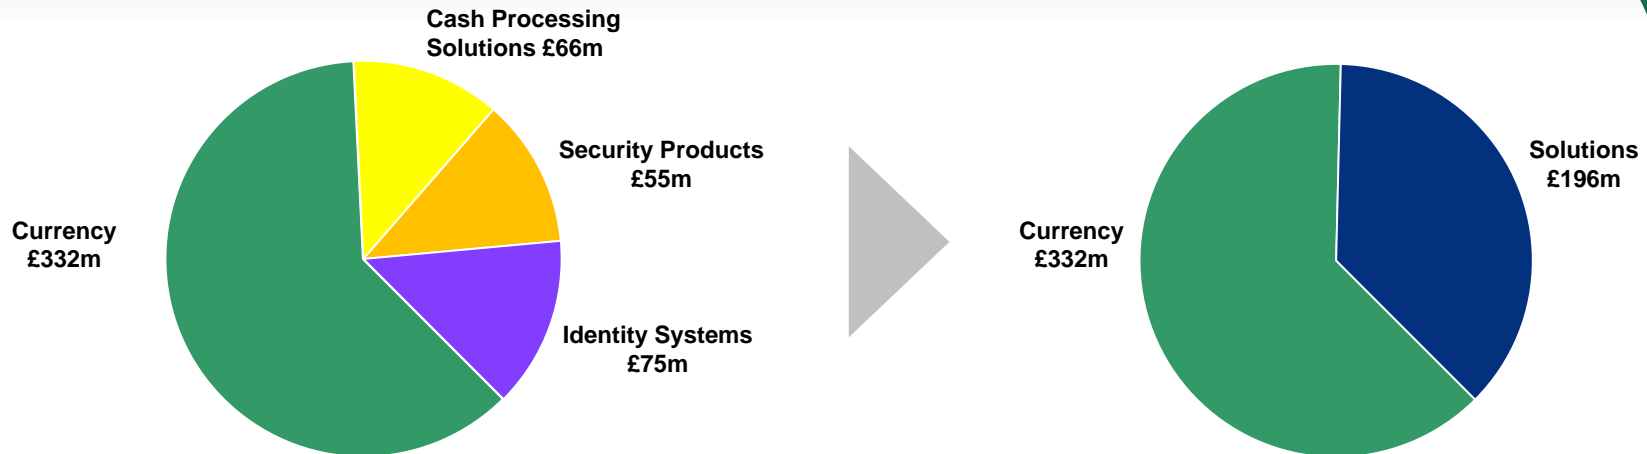 Cash Processing
Solutions £66m
Security Products
£55m
Currency
£332m
Identity Systems
£75m
Solutions
£196m
Currency
£332m